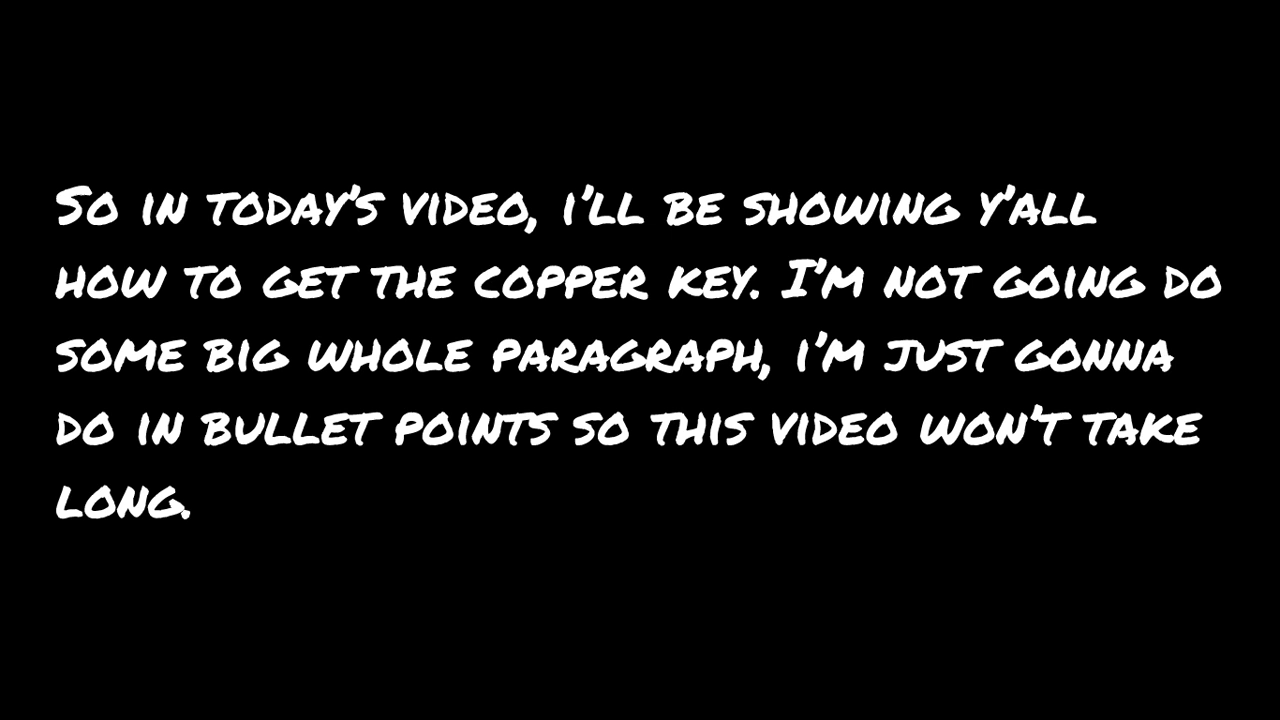 So in today's video, i'll be showing y'all
how to get the copper key. I'm not going do
some big whole paragraph, i'm just gonna
do in bullet points so this video won't take
long.